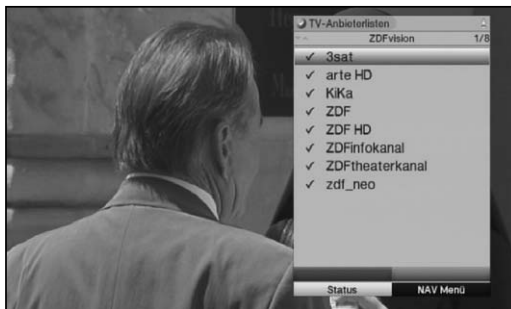 TV-Anbieterlisten
-- ZDFvision 1/8
✓ 3sat
✓ arte HD
✓ KiKa
✓ ZDF
✓ ZDF HD
✓ ZDFinfokanal
✓ ZDFtheaterkanal
✓ zdf_neo
Status NAV Menü